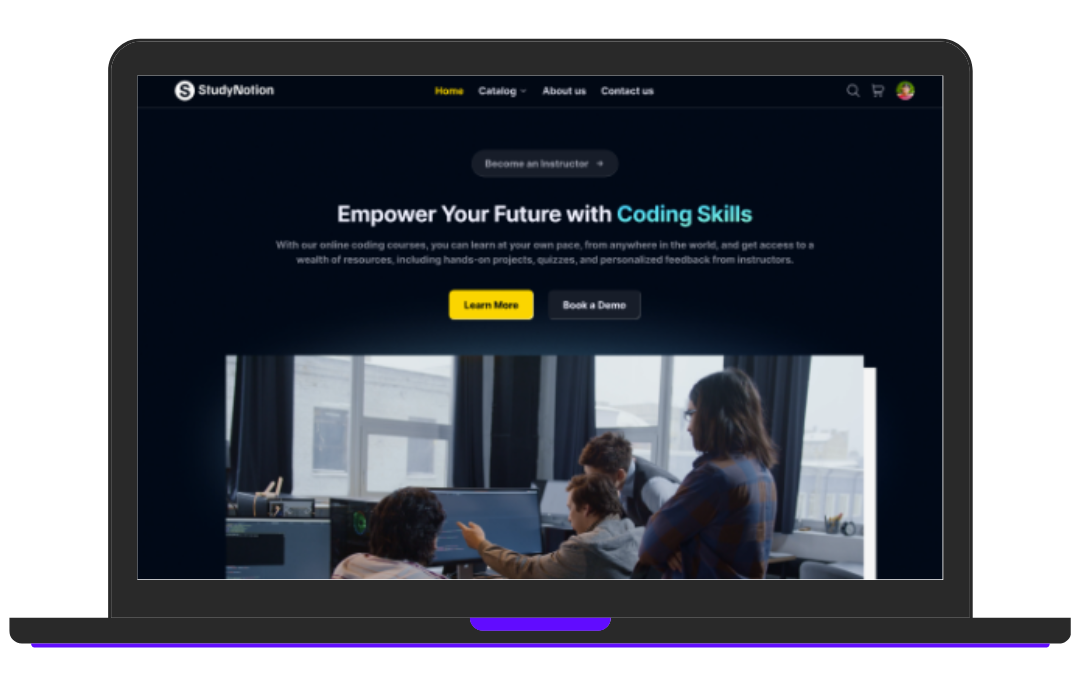 StudyNotion
Home Catalog About us Contact us
Become an Instructor
Empower Your Future with Coding Skills
With our online coding courses, you can learn at your own pace, from anywhere in the world, and get access to a
wealth of resources, including hands-on projects, quizzes, and personalized feedback from instructors.
Learn More Book a Demo